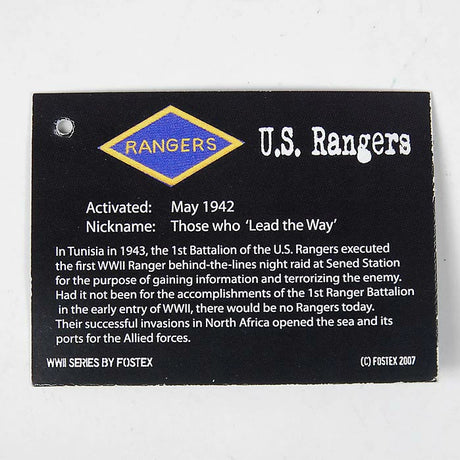 RANGERS
U.S. Rangers
Activated: May 1942
Nickname: Those who 'Lead the Way'
In Tunisia in 1943, the 1st Battalion of the U.S. Rangers executed
the first WWII Ranger behind-the-lines night raid at Sened Station
for the purpose of gaining information and terrorizing the enemy.
Had it not been for the accomplishments of the 1st Ranger Battalion
in the early entry of WWII, there would be no Rangers today.
Their successful invasions in North Africa opened the sea and its
ports for the Allied forces.
WWII SERIES BY FOSTEX
(C) FOSTEX 2007